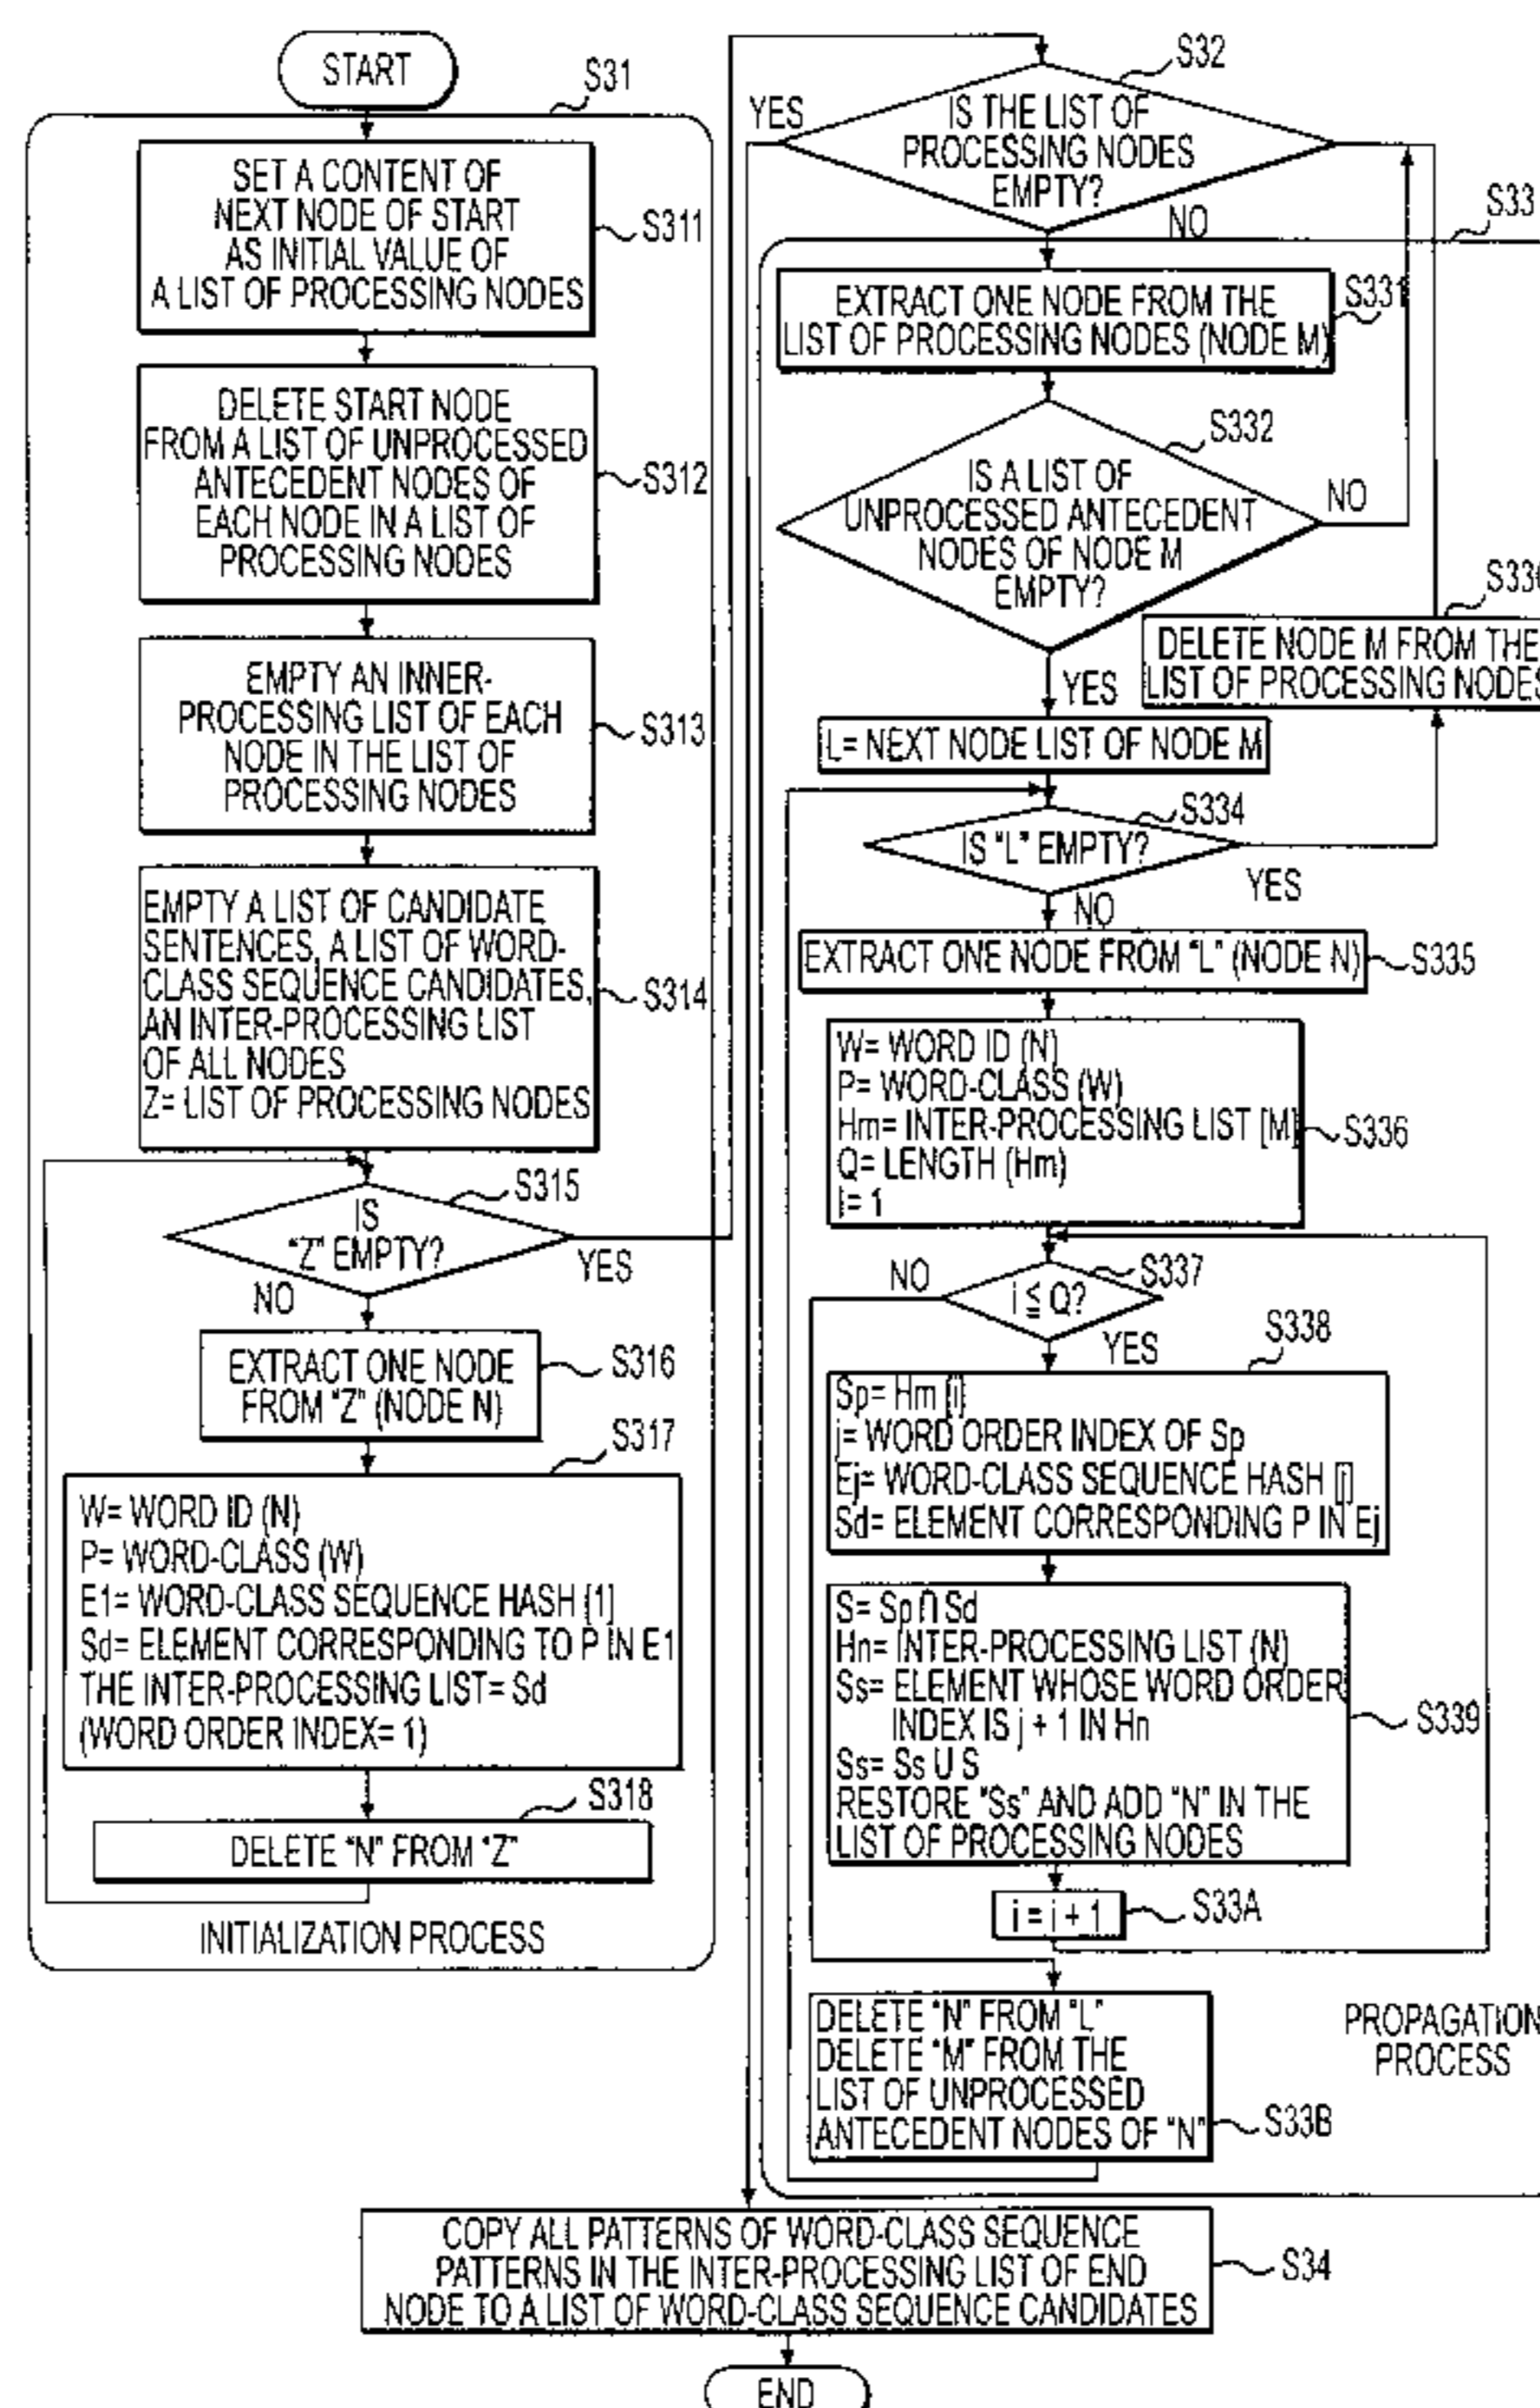 START
S31
SET A CONTENT OF
NEXT NODE OF START
AS INITIAL VALUE OF
A LIST OF PROCESSING NODES
S311
DELETE START NODE
FROM A LIST OF UNPROCESSED
ANTECEDENT NODES OF
EACH NODE IN A LIST OF
PROCESSING NODES
S312
EMPTY AN INNER-
PROCESSING LIST OF EACH
NODE IN THE LIST OF
PROCESSING NODES
S313
EMPTY A LIST OF CANDIDATE
SENTENCES, A LIST OF WORD-
CLASS SEQUENCE CANDIDATES,
AN INTER-PROCESSING LIST
OF ALL NODES
Z= LIST OF PROCESSING NODES
S314
IS
"Z" EMPTY?
S315
YES
NO
EXTRACT ONE NODE
FROM "Z" (NODE N)
S316
S317
W= WORD ID (N)
P= WORD-CLASS (W)
E1= WORD-CLASS SEQUENCE HASH [1]
Sd= ELEMENT CORRESPONDING TO P IN E1
THE INTER-PROCESSING LIST= Sd
(WORD ORDER INDEX= 1)
S318
DELETE "N" FROM "Z"
INITIALIZATION PROCESS
S32
YES
IS THE LIST OF
PROCESSING NODES
EMPTY?
NO
S33
EXTRACT ONE NODE FROM THE
LIST OF PROCESSING NODES (NODE M)
S331
S332
IS A LIST OF
UNPROCESSED ANTECEDENT
NODES OF NODE M
EMPTY?
NO
YES
DELETE NODE M FROM THE
LIST OF PROCESSING NODES
L= NEXT NODE LIST OF NODE M
S334
IS "L" EMPTY?
YES
NO
EXTRACT ONE NODE FROM "L" (NODE N)
S335
W= WORD ID (N)
P= WORD-CLASS (W)
Hm= INTER-PROCESSING LIST [M]
Q= LENGTH (Hm)
i= 1
S336
NO
S337
i ≦ Q?
YES
S338
Sp= Hm [i]
j= WORD ORDER INDEX OF Sp
Ej= WORD-CLASS SEQUENCE HASH [j]
Sd= ELEMENT CORRESPONDING P IN Ej
S= Sp ∩ Sd
Hn= INTER-PROCESSING LIST (N)
Ss= ELEMENT WHOSE WORD ORDER
INDEX IS j + 1 IN Hn
Ss= Ss U S
RESTORE "Ss" AND ADD "N" IN THE
LIST OF PROCESSING NODES
S339
i = i + 1
S33A
DELETE "N" FROM "L"
DELETE "M" FROM THE
LIST OF UNPROCESSED
ANTECEDENT NODES OF "N"
S33B
PROPAGATION
PROCESS
COPY ALL PATTERNS OF WORD-CLASS SEQUENCE
PATTERNS IN THE INTER-PROCESSING LIST OF END
NODE TO A LIST OF WORD-CLASS SEQUENCE CANDIDATES
S34
END